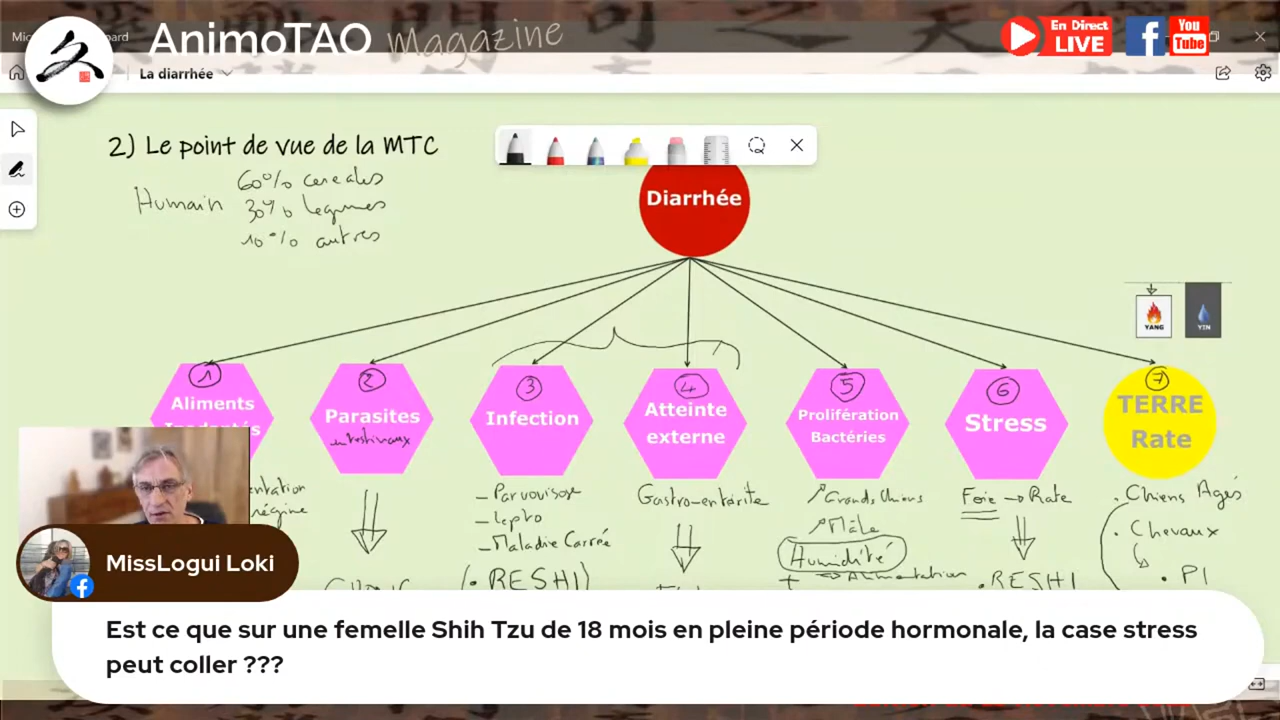 AnimoTAO Magazine
En Direct
LIVE
You
Tube
La diarrhée
2) Le point de vue de la MTC
Humain
60% cereales
30% legumes
10% autres
Diarrhée
YANG
YIN
1
Aliments
2
Parasites
intestinaux
3
Infection
4
Atteinte
externe
5
Prolifération
Bactéries
6
Stress
7
TERRE
Rate
- Parvovirose
- Lepto
- Maladie Carrée
(. RESHI)
Gastro-entérite
Grands Chiens
Mâle
Humidité
+ Alimentation
Foie → Rate
. RESHI
. Chiens Agés
. Chevaux
. PI
MissLogui Loki
Est ce que sur une femelle Shih Tzu de 18 mois en pleine période hormonale, la case stress
peut coller ???